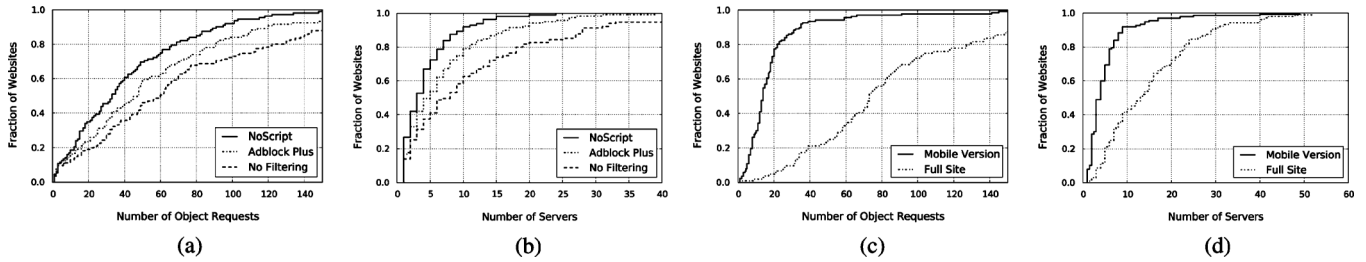 Fraction of Websites
1.0
0.8
0.6
0.4
0.2
0.0
0 20 40 60 80 100 120 140
NoScript
Adblock Plus
No Filtering
Number of Object Requests
(a)
Fraction of Websites
1.0
0.8
0.6
0.4
0.2
0.0
0 5 10 15 20 25 30 35 40
NoScript
Adblock Plus
No Filtering
Number of Servers
(b)
Fraction of Websites
1.0
0.8
0.6
0.4
0.2
0.0
0 20 40 60 80 100 120 140
Mobile Version
Full Site
Number of Object Requests
(c)
Fraction of Websites
1.0
0.8
0.6
0.4
0.2
0.0
0 10 20 30 40 50 60
Mobile Version
Full Site
Number of Servers
(d)